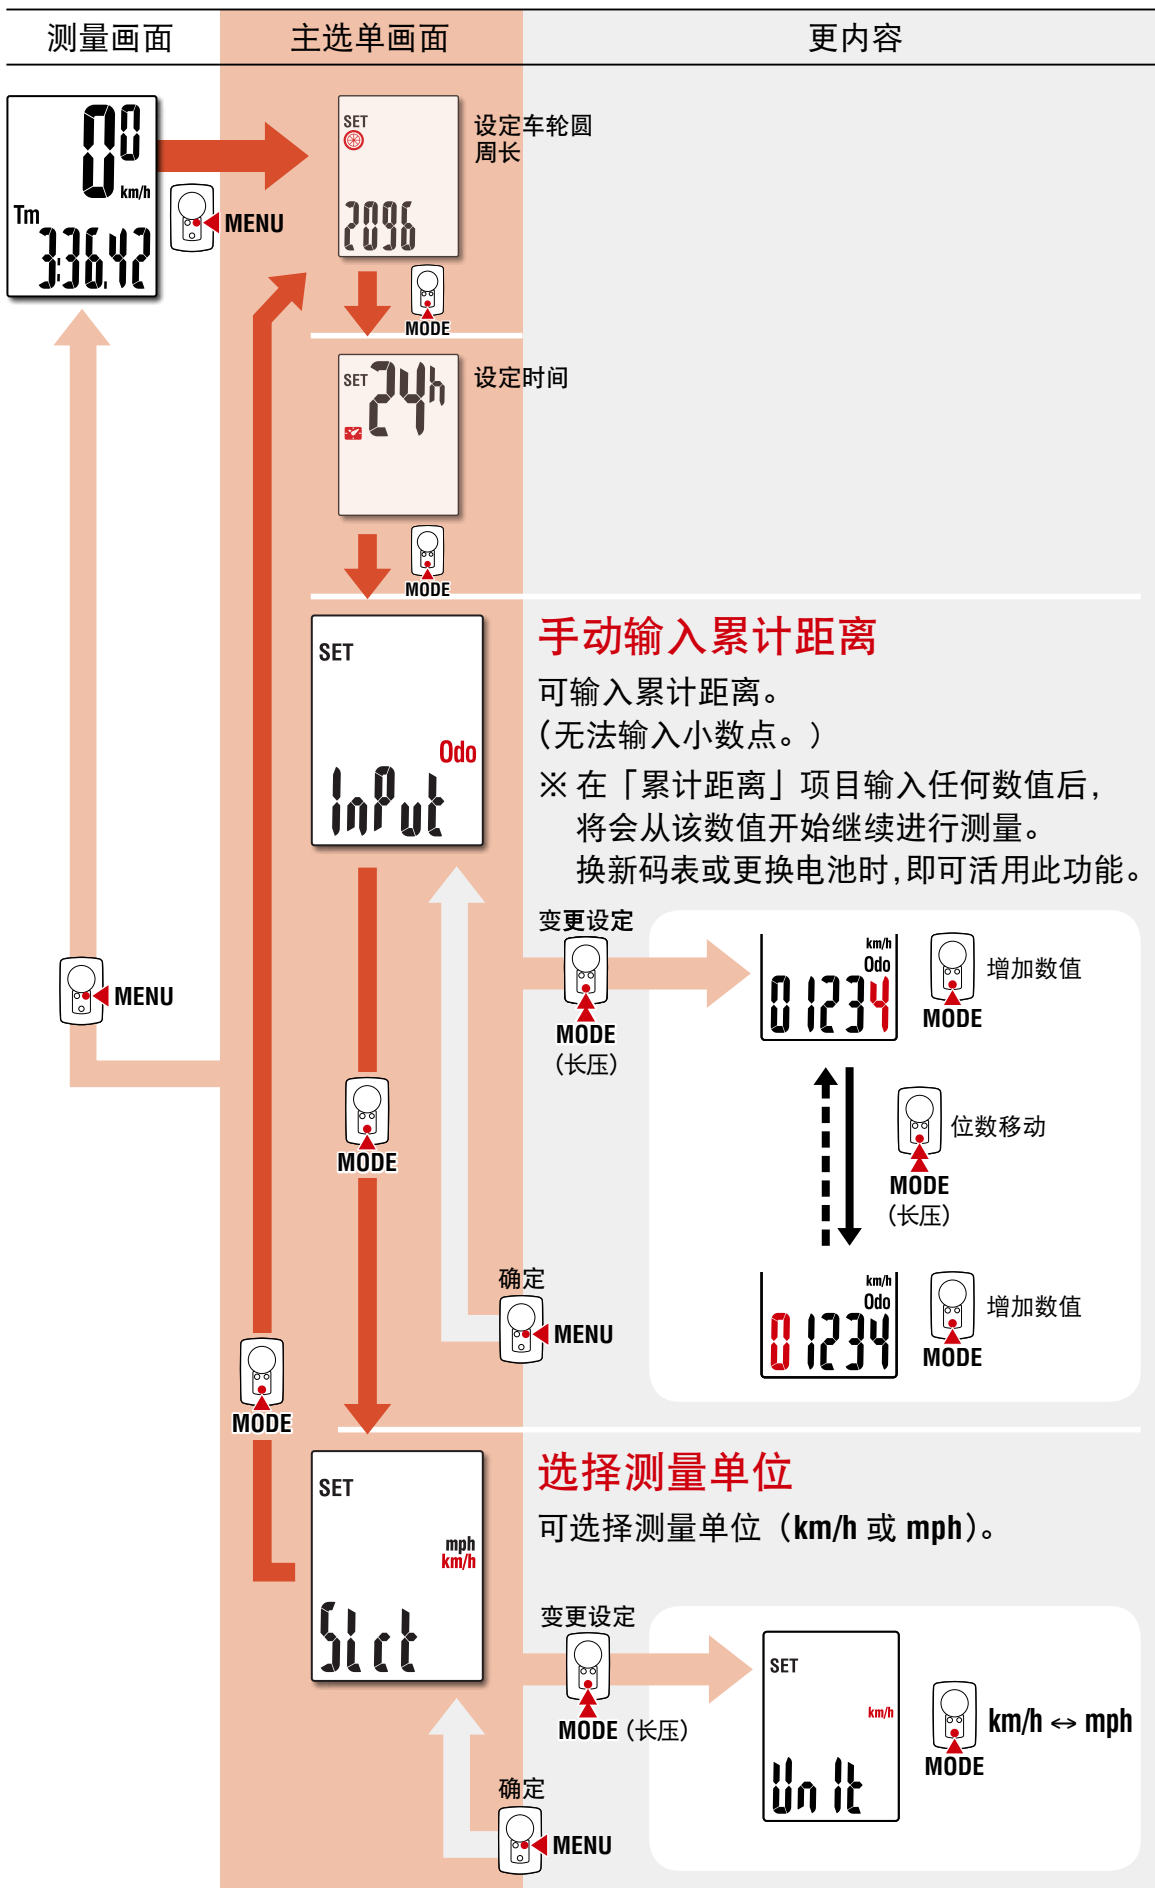 测量画面
主选单画面
更内容
0⁰
km/h
Tm
3:36.42
MENU
SET
2096
设定车轮圆
周长
MODE
SET
24h
设定时间
MODE
SET
Odo
InPut
手动输入累计距离
可输入累计距离。
（无法输入小数点。）
※ 在「累计距离」项目输入任何数值后，
将会从该数值开始继续进行测量。
换新码表或更换电池时，即可活用此功能。
变更设定
MODE
（长压）
km/h
Odo
01234
MODE
增加数值
MENU
MODE
位数移动
MODE
（长压）
确定
MENU
km/h
Odo
01234
MODE
增加数值
MODE
SET
mph
km/h
Slct
选择测量单位
可选择测量单位（km/h 或 mph）。
变更设定
MODE（长压）
SET
km/h
UnIt
MODE
km/h ↔ mph
确定
MENU